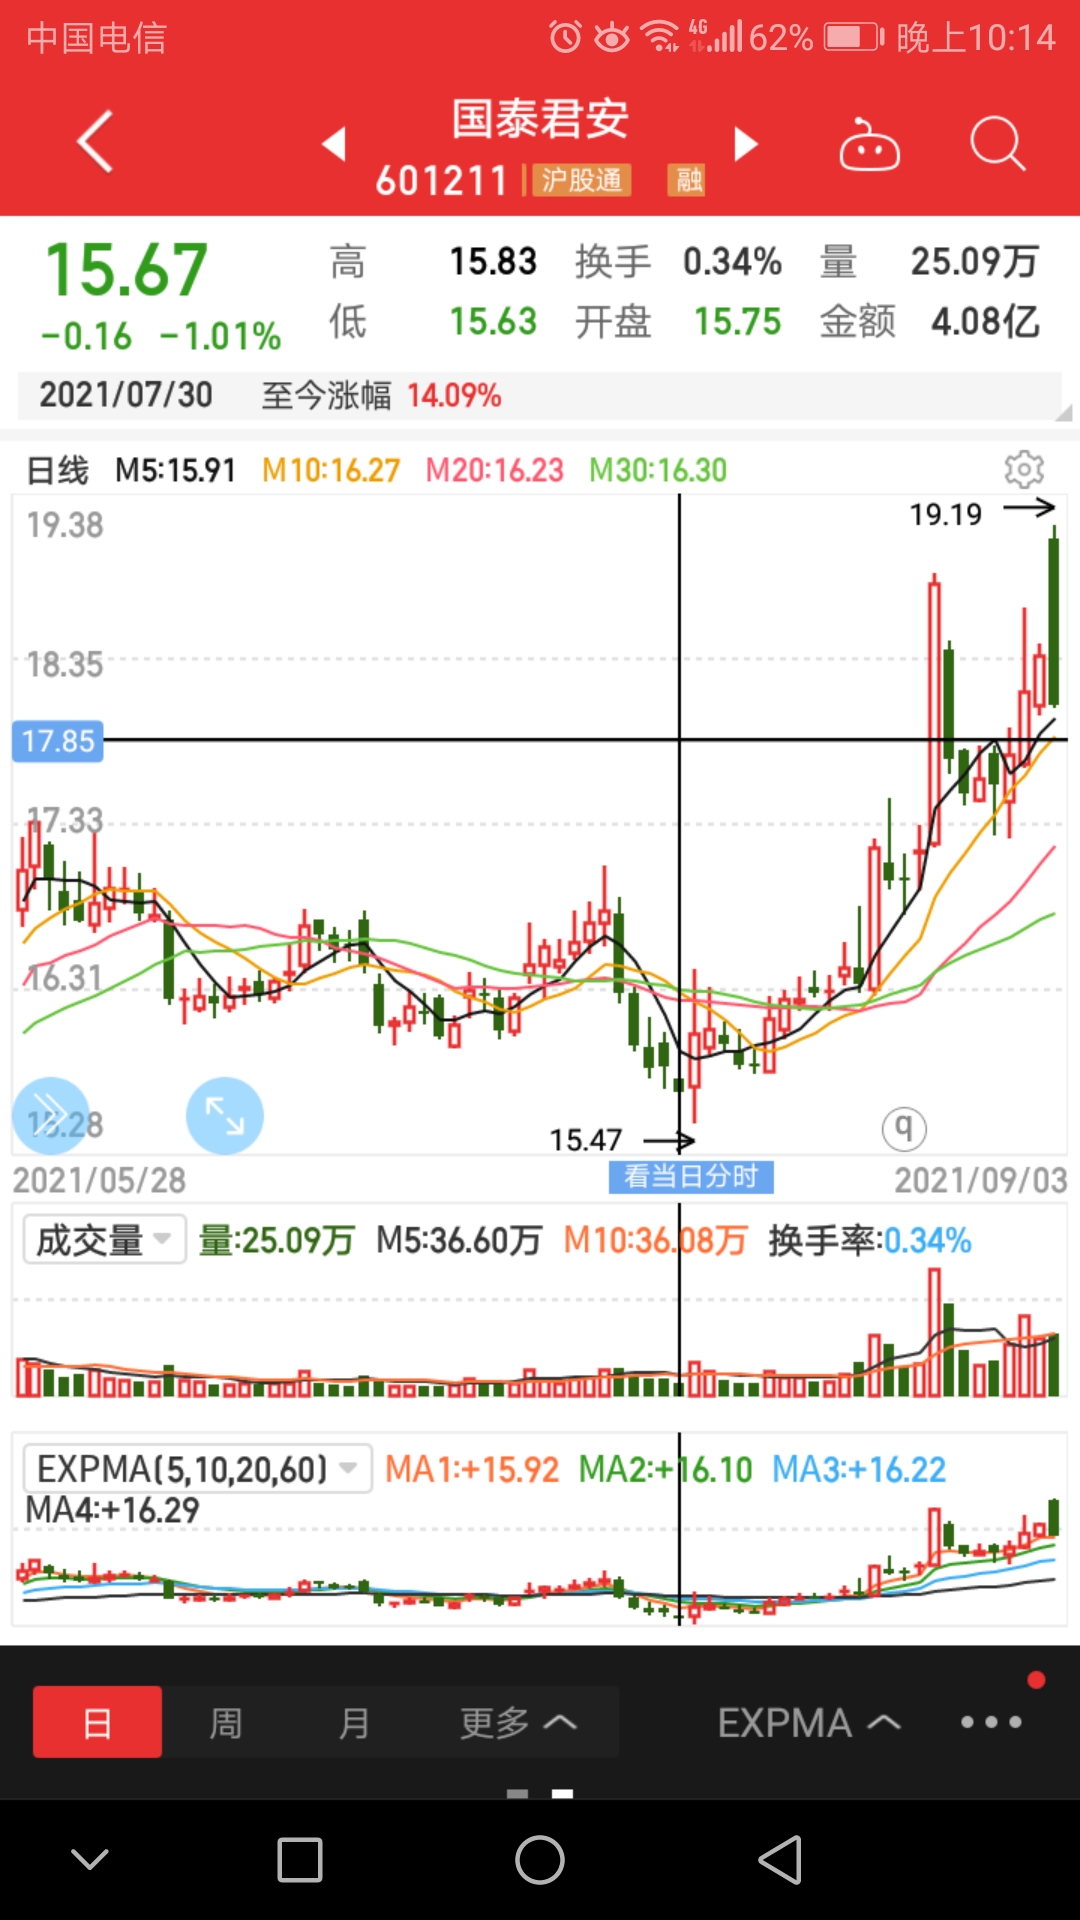 中国电信 4G 62% 晚上10:14
国泰君安
601211 沪股通 融
15.67 高 15.83 换手 0.34% 量 25.09万
-0.16 -1.01% 低 15.63 开盘 15.75 金额 4.08亿
2021/07/30 至今涨幅 14.09%
日线 M5:15.91 M10:16.27 M20:16.23 M30:16.30
19.38
19.19
18.35
17.85
17.33
16.31
15.28
15.47
q
2021/05/28 看当日分时 2021/09/03
成交量 量:25.09万 M5:36.60万 M10:36.08万 换手率:0.34%
EXPMA(5,10,20,60) MA1:+15.92 MA2:+16.10 MA3:+16.22
MA4:+16.29
日 周 月 更多 EXPMA